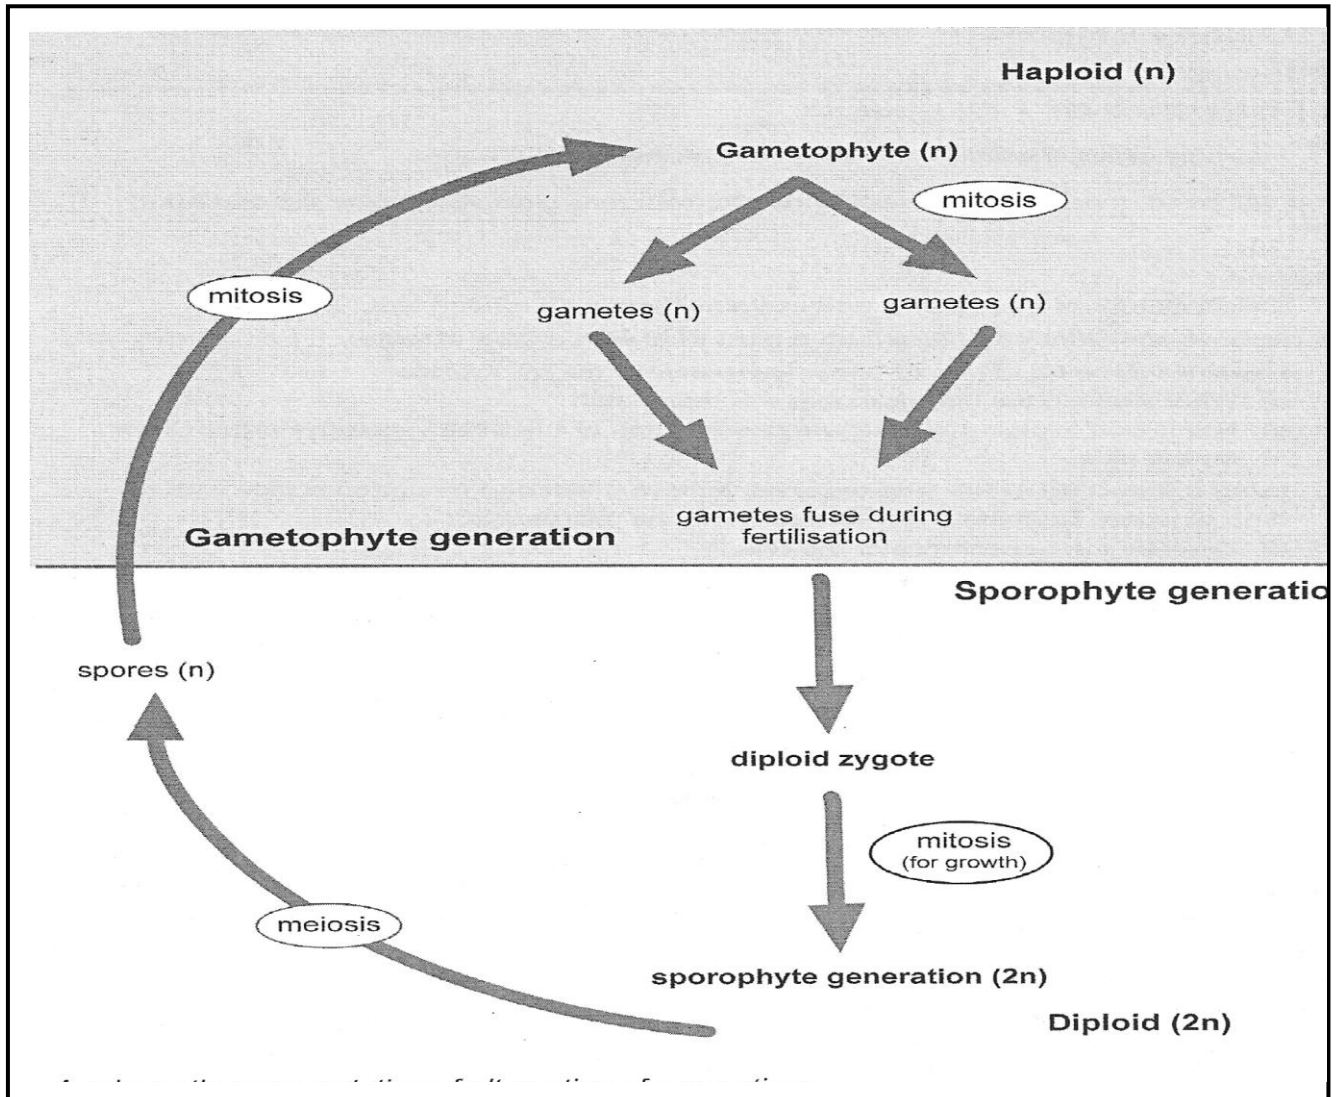 Haploid (n)
Gametophyte (n)
mitosis
mitosis
gametes (n)
gametes (n)
gametes fuse during
fertilisation
Gametophyte generation
Sporophyte generatio
spores (n)
diploid zygote
mitosis
(for growth)
meiosis
sporophyte generation (2n)
Diploid (2n)